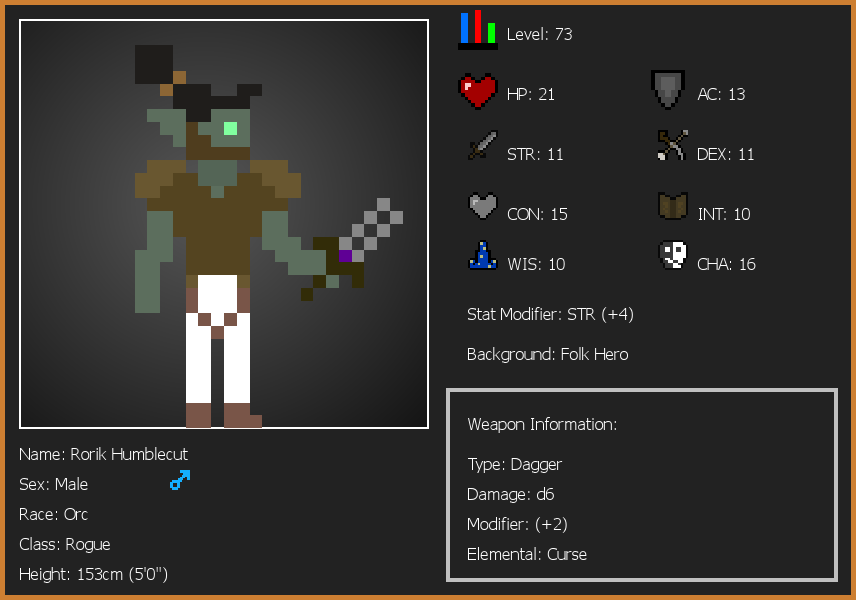 Level: 73
HP: 21
AC: 13
STR: 11
DEX: 11
CON: 15
INT: 10
WIS: 10
CHA: 16
Stat Modifier: STR (+4)
Background: Folk Hero
Weapon Information:
Type: Dagger
Damage: d6
Modifier: (+2)
Elemental: Curse
Name: Rorik Humblecut
Sex: Male
Race: Orc
Class: Rogue
Height: 153cm (5'0")